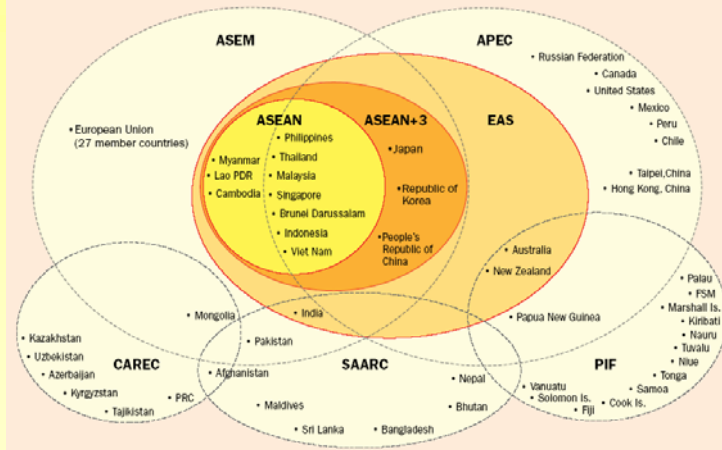 ASEM
APEC
• Russian Federation
• Canada
• United States
• Mexico
• Peru
• Chile
• Taipei,China
• Hong Kong, China
• European Union
(27 member countries)
ASEAN
ASEAN+3
EAS
• Philippines
• Thailand
• Malaysia
• Singapore
• Brunei Darussalam
• Indonesia
• Viet Nam
• Myanmar
• Lao PDR
• Cambodia
• Japan
• Republic of
Korea
• People's
Republic of
China
• Australia
• New Zealand
• Papua New Guinea
• Mongolia
• India
• Pakistan
CAREC
• Kazakhstan
• Uzbekistan
• Azerbaijan
• Kyrgyzstan
• Tajikistan
• PRC
SAARC
• Afghanistan
• Maldives
• Sri Lanka
• Bangladesh
• Bhutan
• Nepal
PIF
• Palau
• FSM
• Marshall Is.
• Kiribati
• Nauru
• Tuvalu
• Niue
• Tonga
• Samoa
• Cook Is.
• Fiji
• Solomon Is.
• Vanuatu